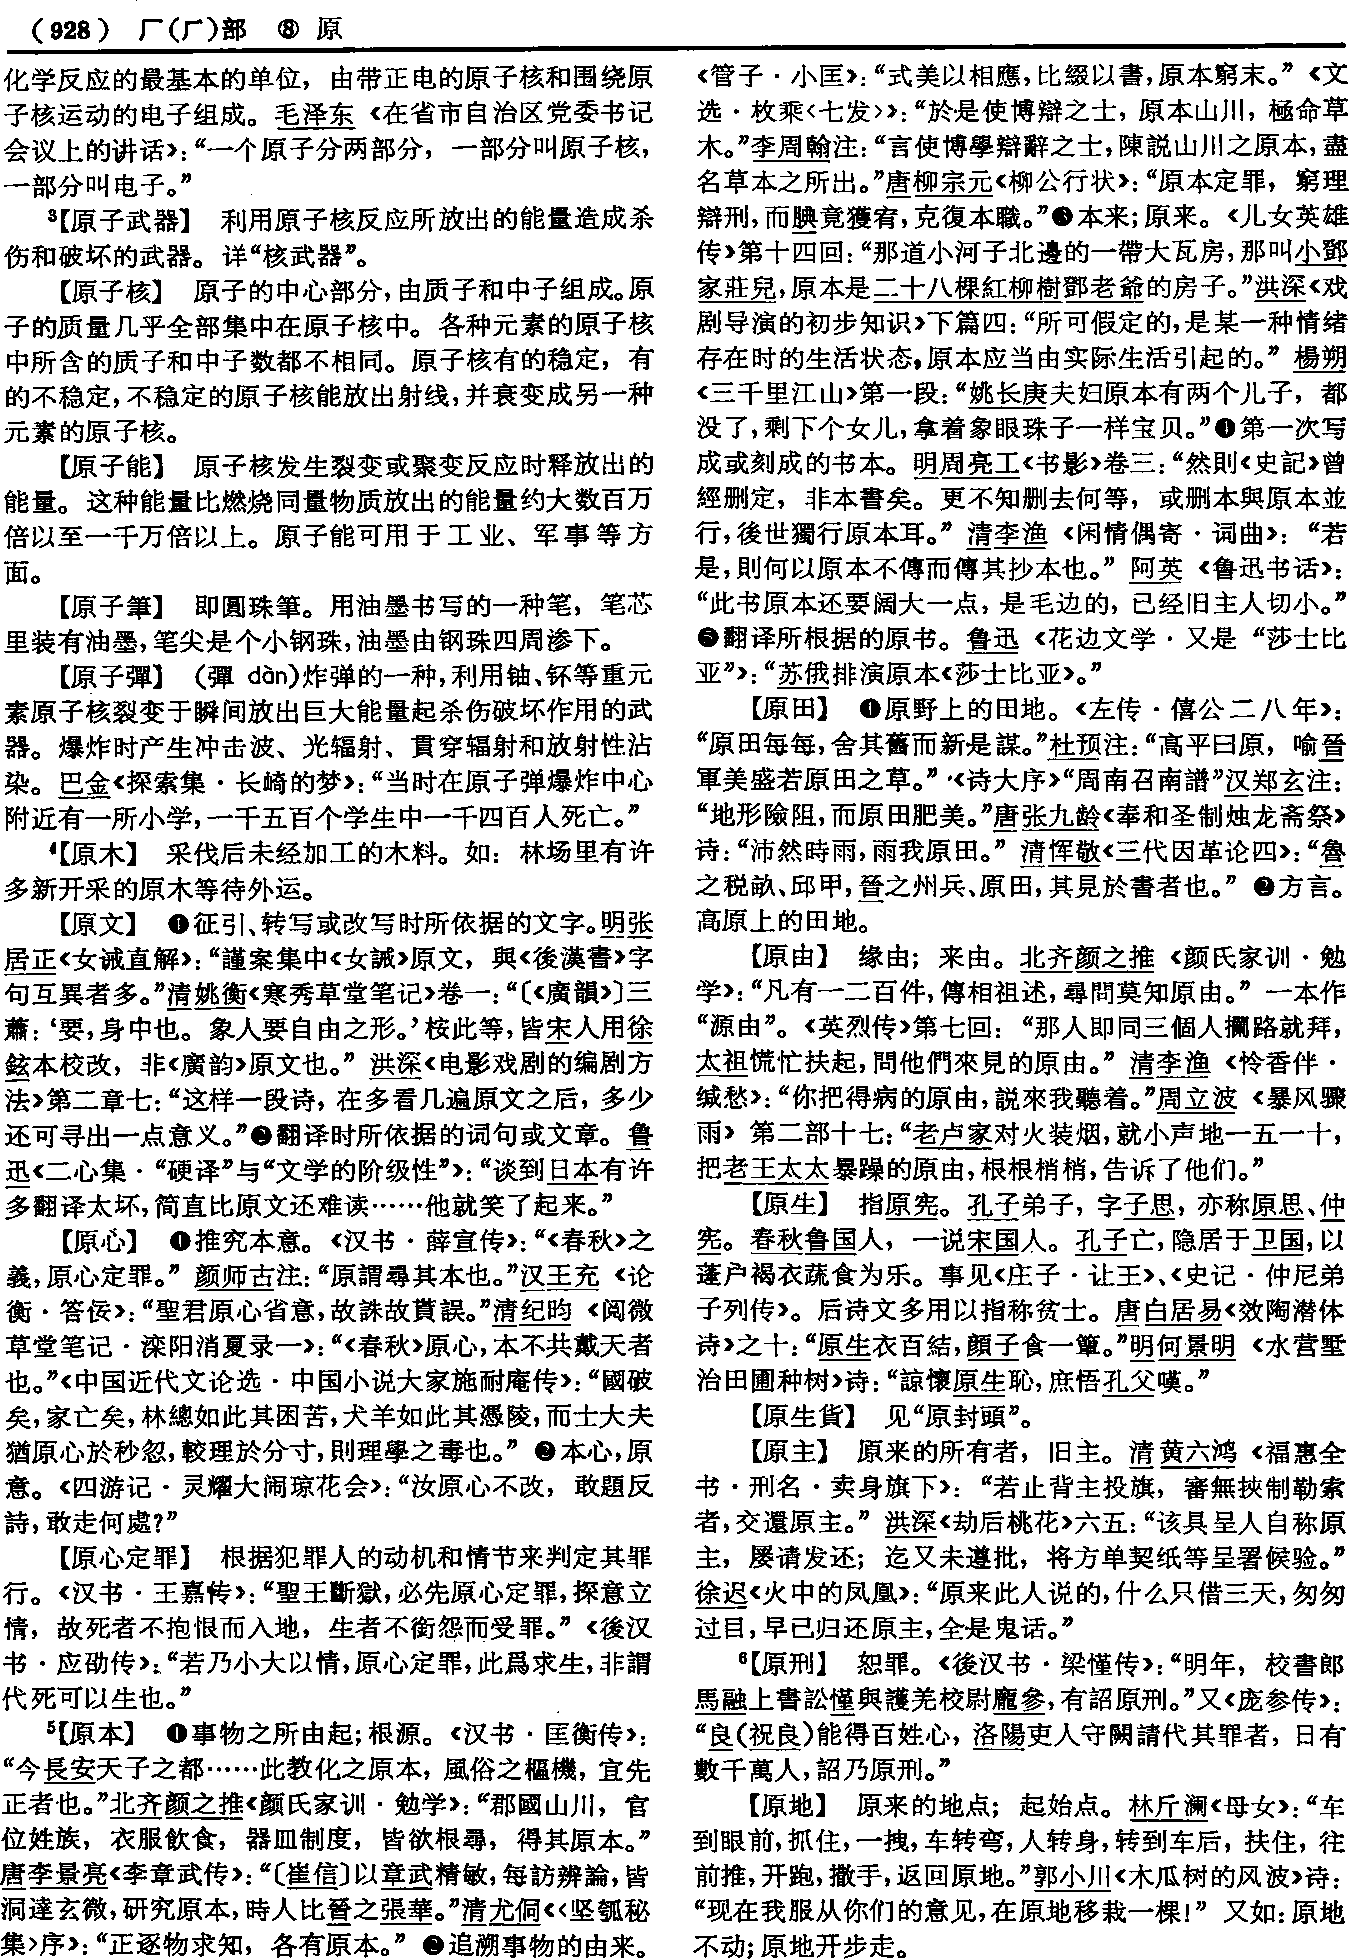 （928） 厂(⺁)部 ⑧ 原
化学反应的最基本的单位，由带正电的原子核和围绕原
子核运动的电子组成。毛泽东《在省市自治区党委书记
会议上的讲话》：“一个原子分两部分，一部分叫原子核，
一部分叫电子。”
³【原子武器】 利用原子核反应所放出的能量造成杀
伤和破坏的武器。详“核武器”。
【原子核】 原子的中心部分，由质子和中子组成。原
子的质量几乎全部集中在原子核中。各种元素的原子核
中所含的质子和中子数都不相同。原子核有的稳定，有
的不稳定，不稳定的原子核能放出射线，并衰变成另一种
元素的原子核。
【原子能】 原子核发生裂变或聚变反应时释放出的
能量。这种能量比燃烧同量物质放出的能量约大数百万
倍以至一千万倍以上。原子能可用于工业、军事等方
面。
【原子筆】 即圓珠筆。用油墨书写的一种笔，笔芯
里装有油墨，笔尖是个小钢珠，油墨由钢珠四周渗下。
【原子彈】 (彈 dàn)炸弹的一种，利用铀、钚等重元
素原子核裂变于瞬间放出巨大能量起杀伤破坏作用的武
器。爆炸时产生冲击波、光辐射、貫穿辐射和放射性沾
染。巴金《探索集·长崎的梦》：“当时在原子弹爆炸中心
附近有一所小学，一千五百个学生中一千四百人死亡。”
⁴【原木】 采伐后未经加工的木料。如：林场里有许
多新开采的原木等待外运。
【原文】 ❶征引、转写或改写时所依据的文字。明张
居正《女诫直解》：“謹案集中《女誡》原文，與《後漢書》字
句互異者多。”清姚衡《寒秀草堂笔记》卷一：“〔《廣韻》〕三
蕭：‘要，身中也。象人要自由之形。’桉此等，皆宋人用徐
鉉本校改，非《廣韵》原文也。”洪深《电影戏剧的编剧方
法》第二章七：“这样一段诗，在多看几遍原文之后，多少
还可寻出一点意义。”❷翻译时所依据的词句或文章。鲁
迅《二心集·“硬译”与“文学的阶级性”》：“谈到日本有许
多翻译太坏，简直比原文还难读……他就笑了起来。”
【原心】 ❶推究本意。《汉书·薛宣传》：“《春秋》之
義，原心定罪。”颜师古注：“原謂尋其本也。”汉王充《论
衡·答佞》：“聖君原心省意，故誅故貰誤。”清纪昀《阅微
草堂笔记·滦阳消夏录一》：“《春秋》原心，本不共戴天者
也。”《中国近代文论选·中国小说大家施耐庵传》：“國破
矣，家亡矣，林總如此其困苦，犬羊如此其憑陵，而士大夫
猶原心於秒忽，較理於分寸，則理學之毒也。”❷本心，原
意。《四游记·灵耀大闹琼花会》：“汝原心不改，敢題反
詩，敢走何處？”
【原心定罪】 根据犯罪人的动机和情节来判定其罪
行。《汉书·王嘉传》：“聖王斷獄，必先原心定罪，探意立
情，故死者不抱恨而入地，生者不銜怨而受罪。”《後汉
书·应劭传》：“若乃小大以情，原心定罪，此爲求生，非謂
代死可以生也。”
⁵【原本】 ❶事物之所由起；根源。《汉书·匡衡传》：
“今長安天子之都……此教化之原本，風俗之樞機，宜先
正者也。”北齐颜之推《颜氏家训·勉学》：“郡國山川，官
位姓族，衣服飲食，器皿制度，皆欲根尋，得其原本。”
唐李景亮《李章武传》：“〔崔信〕以章武精敏，每訪辨論，皆
洞達玄微，研究原本，時人比晉之張華。”清尤侗《〈坚瓠秘
集〉序》：“正逐物求知，各有原本。”❷追溯事物的由来。
《管子·小匡》：“式美以相應，比綴以書，原本窮末。”《文
选·枚乘〈七发〉》：“於是使博辯之士，原本山川，極命草
木。”李周翰注：“言使博學辯辭之士，陳説山川之原本，盡
名草本之所出。”唐柳宗元《柳公行状》：“原本定罪，窮理
辯刑，而腆竟獲宥，克復本職。”❸本来；原来。《儿女英雄
传》第十四回：“那道小河子北邊的一帶大瓦房，那叫小鄧
家莊兒，原本是二十八棵紅柳樹鄧老爺的房子。”洪深《戏
剧导演的初步知识》下篇四：“所可假定的，是某一种情绪
存在时的生活状态，原本应当由实际生活引起的。”楊朔
《三千里江山》第一段：“姚长庚夫妇原本有两个儿子，都
没了，剩下个女儿，拿着象眼珠子一样宝贝。”❹第一次写
成或刻成的书本。明周亮工《书影》卷三：“然則《史記》曾
經删定，非本書矣。更不知删去何等，或删本與原本並
行，後世獨行原本耳。”清李渔《闲情偶寄·词曲》：“若
是，則何以原本不傳而傳其抄本也。”阿英《鲁迅书话》：
“此书原本还要阔大一点，是毛边的，已经旧主人切小。”
❺翻译所根据的原书。鲁迅《花边文学·又是“莎士比
亚”》：“苏俄排演原本《莎士比亚》。”
【原田】 ❶原野上的田地。《左传·僖公二八年》：
“原田每每，舍其舊而新是謀。”杜预注：“高平曰原，喻晉
軍美盛若原田之草。”《诗大序》“周南召南譜”汉郑玄注：
“地形險阻，而原田肥美。”唐张九龄《奉和圣制烛龙斋祭》
诗：“沛然時雨，雨我原田。”清恽敬《三代因革论四》：“魯
之税畝、邱甲，晉之州兵、原田，其見於書者也。”❷方言。
高原上的田地。
【原由】 缘由；来由。北齐颜之推《颜氏家训·勉
学》：“凡有一二百件，傳相祖述，尋問莫知原由。”一本作
“源由”。《英烈传》第七回：“那人即同三個人攔路就拜，
太祖慌忙扶起，問他們來見的原由。”清李渔《怜香伴·
缄愁》：“你把得病的原由，説來我聽着。”周立波《暴风骤
雨》第二部十七：“老卢家对火装烟，就小声地一五一十，
把老王太太暴躁的原由，根根梢梢，告诉了他们。”
【原生】 指原宪。孔子弟子，字子思，亦称原思、仲
宪。春秋鲁国人，一说宋国人。孔子亡，隐居于卫国，以
蓬户褐衣蔬食为乐。事见《庄子·让王》、《史记·仲尼弟
子列传》。后诗文多用以指称贫士。唐白居易《效陶潜体
诗》之十：“原生衣百結，顏子食一簞。”明何景明《水营墅
治田圃种树》诗：“諒懷原生恥，庶悟孔父嘆。”
【原生貨】 见“原封頭”。
【原主】 原来的所有者，旧主。清黄六鸿《福惠全
书·刑名·卖身旗下》：“若止背主投旗，審無挾制勒索
者，交還原主。”洪深《劫后桃花》六五：“该具呈人自称原
主，屡请发还；迄又未遵批，将方单契纸等呈署候验。”
徐迟《火中的凤凰》：“原来此人说的，什么只借三天，匆匆
过目，早已归还原主，全是鬼话。”
⁶【原刑】 恕罪。《後汉书·梁慬传》：“明年，校書郎
馬融上書訟慬與護羌校尉龐參，有詔原刑。”又《庞参传》：
“良(祝良)能得百姓心，洛陽吏人守闕請代其罪者，日有
數千萬人，詔乃原刑。”
【原地】 原来的地点；起始点。林斤澜《母女》：“车
到眼前，抓住，一拽，车转弯，人转身，转到车后，扶住，往
前推，开跑，撒手，返回原地。”郭小川《木瓜树的风波》诗：
“现在我服从你们的意见，在原地移栽一棵！”又如：原地
不动；原地开步走。